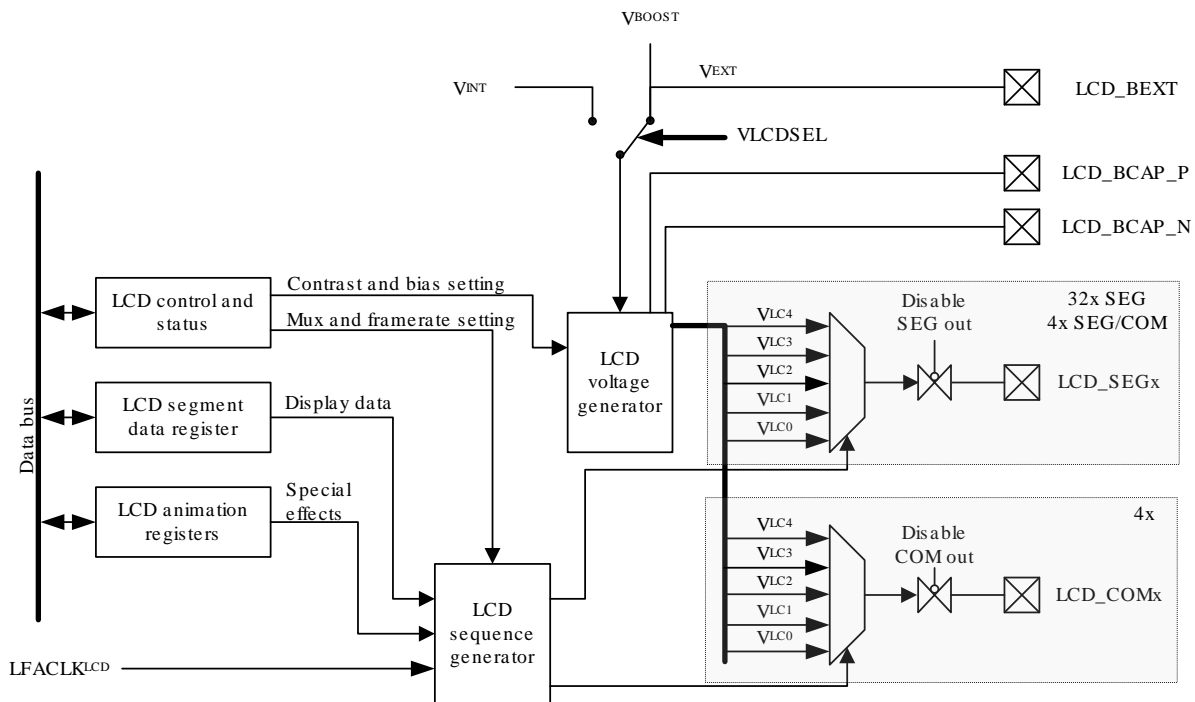 VBOOST
VEXT
VINT
LCD_BEXT
VLCDSEL
LCD_BCAP_P
LCD_BCAP_N
Data bus
LCD control and
status
Contrast and bias setting
Mux and framerate setting
LCD
voltage
generator
32x SEG
4x SEG/COM
Disable
SEG out
VLC4
VLC3
VLC2
VLC1
VLC0
LCD_SEGx
LCD segment
data register
Display data
LCD animation
registers
Special
effects
4x
Disable
COM out
VLC4
VLC3
VLC2
VLC1
VLC0
LCD_COMx
LCD
sequence
generator
LFACLKLCD